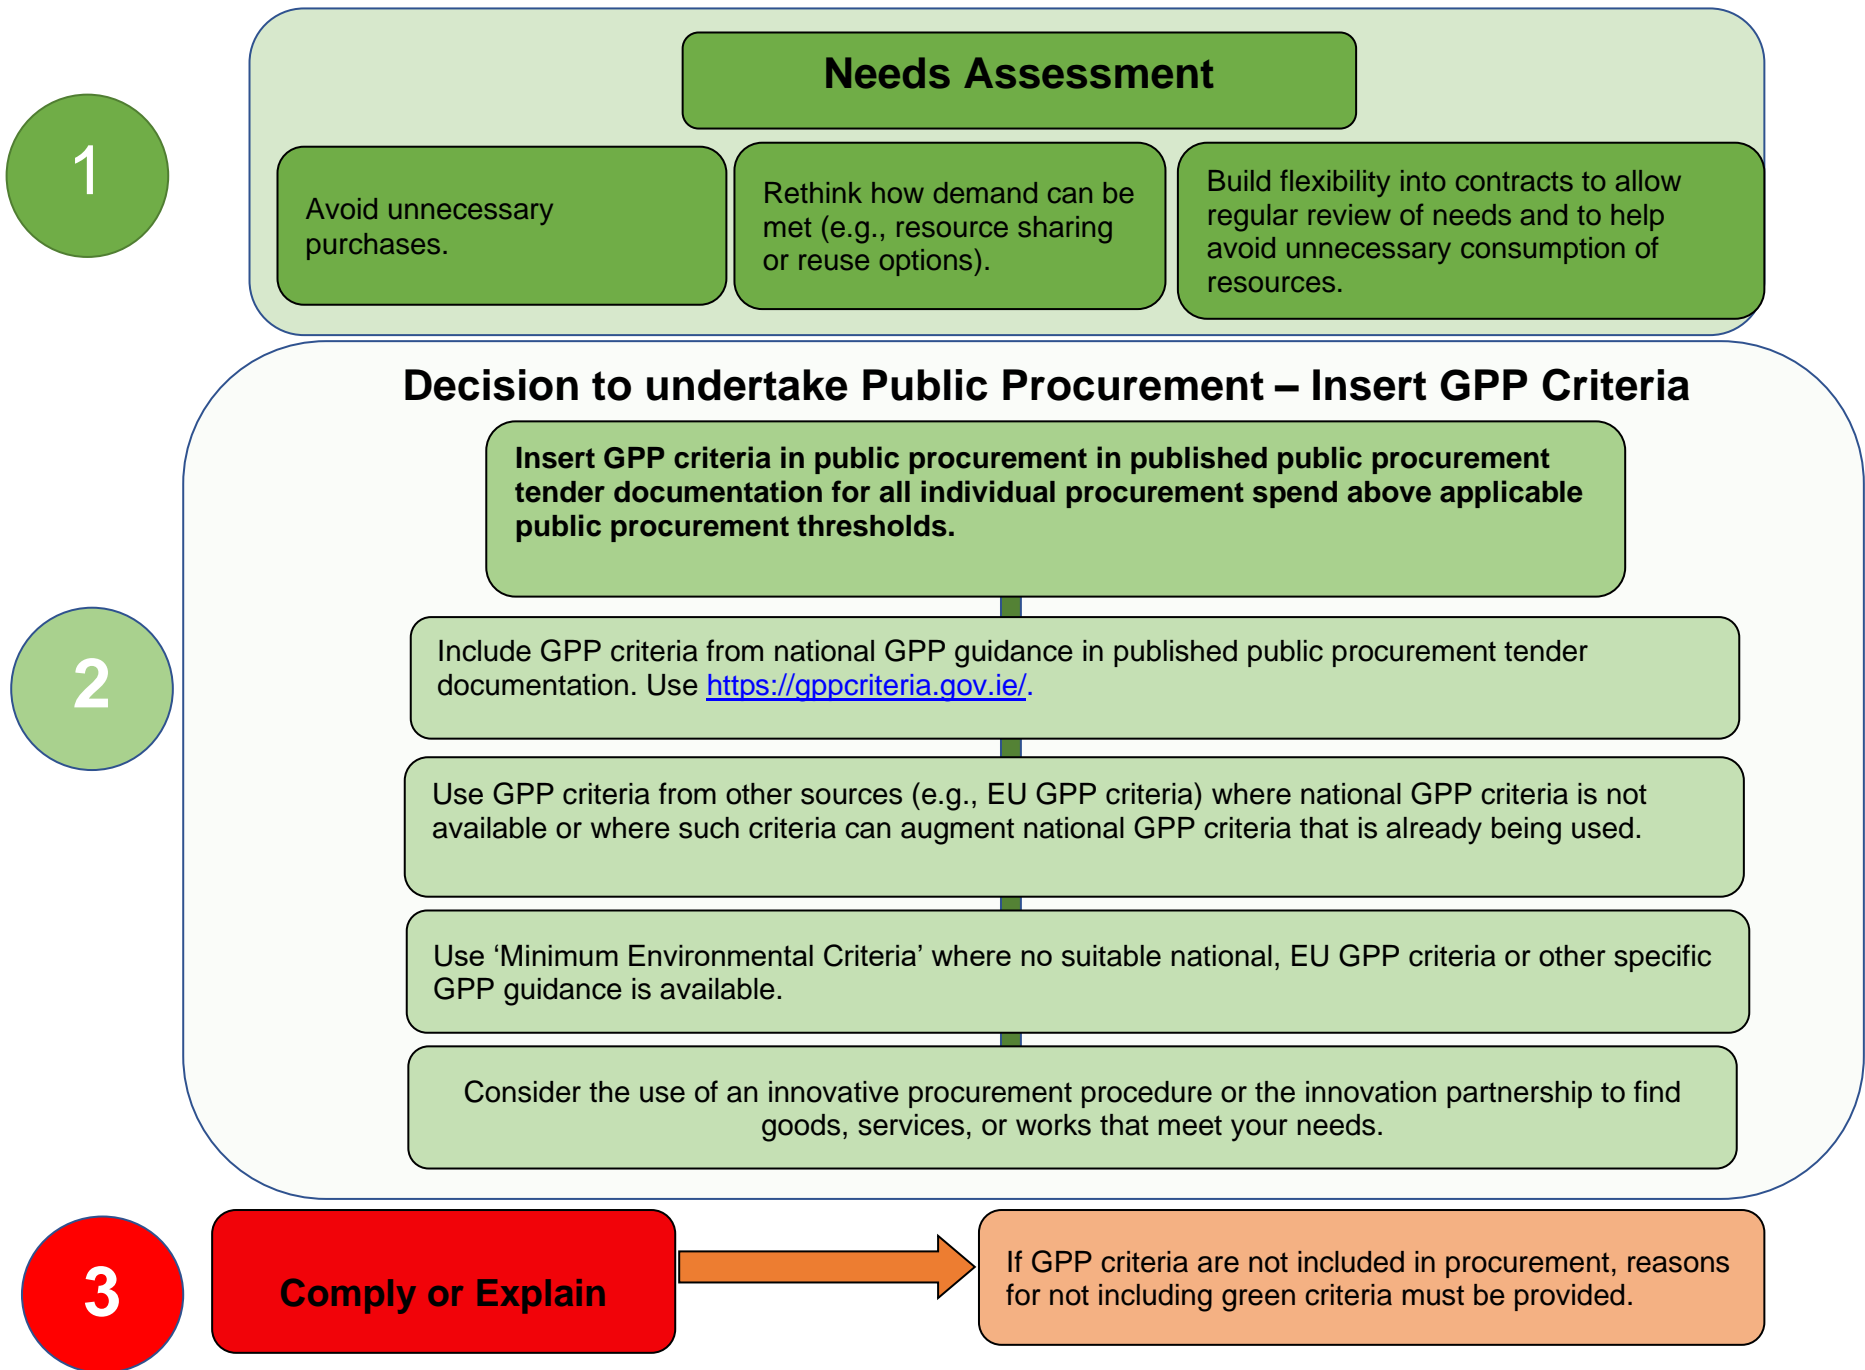 1
Needs Assessment
Avoid unnecessary
purchases.
Rethink how demand can be
met (e.g., resource sharing
or reuse options).
Build flexibility into contracts to allow
regular review of needs and to help
avoid unnecessary consumption of
resources.
2
Decision to undertake Public Procurement – Insert GPP Criteria
Insert GPP criteria in public procurement in published public procurement
tender documentation for all individual procurement spend above applicable
public procurement thresholds.
Include GPP criteria from national GPP guidance in published public procurement tender
documentation. Use https://gppcriteria.gov.ie/.
Use GPP criteria from other sources (e.g., EU GPP criteria) where national GPP criteria is not
available or where such criteria can augment national GPP criteria that is already being used.
Use ‘Minimum Environmental Criteria’ where no suitable national, EU GPP criteria or other specific
GPP guidance is available.
Consider the use of an innovative procurement procedure or the innovation partnership to find
goods, services, or works that meet your needs.
3
Comply or Explain
If GPP criteria are not included in procurement, reasons
for not including green criteria must be provided.